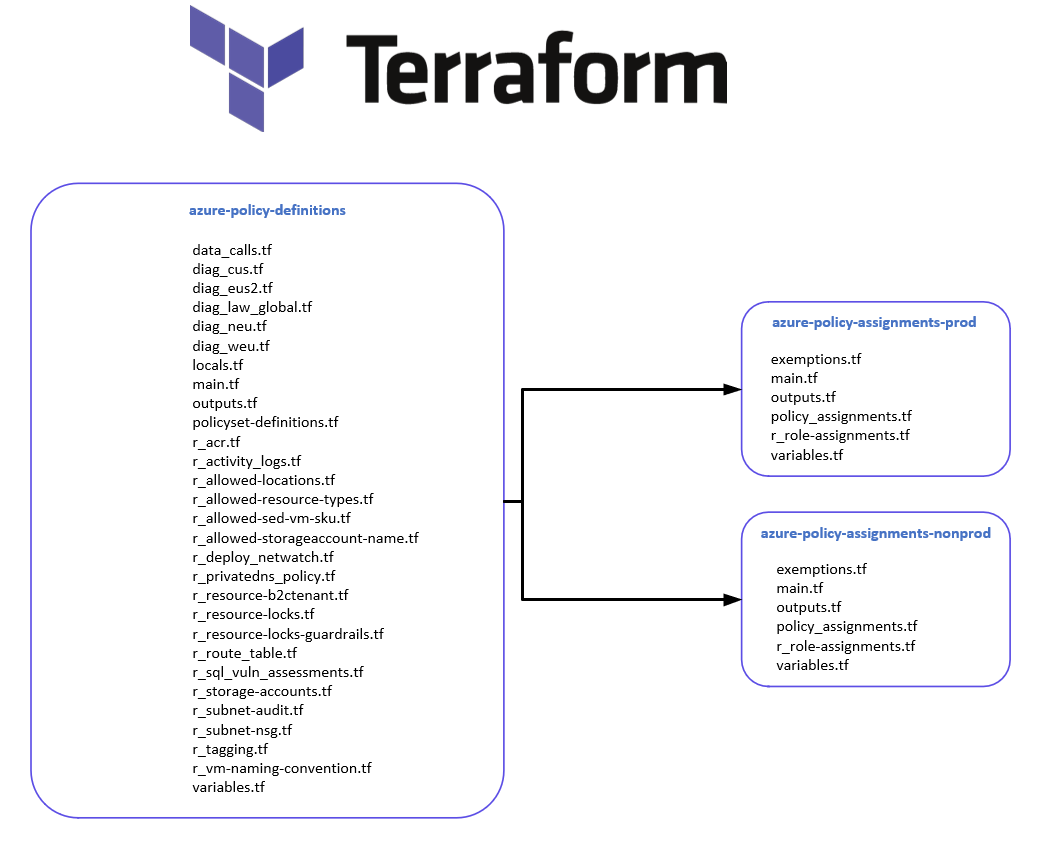 Terraform
azure-policy-definitions
data_calls.tf
diag_cus.tf
diag_eus2.tf
diag_law_global.tf
diag_neu.tf
diag_weu.tf
locals.tf
main.tf
outputs.tf
policyset-definitions.tf
r_acr.tf
r_activity_logs.tf
r_allowed-locations.tf
r_allowed-resource-types.tf
r_allowed-sed-vm-sku.tf
r_allowed-storageaccount-name.tf
r_deploy_netwatch.tf
r_privatedns_policy.tf
r_resource-b2ctenant.tf
r_resource-locks.tf
r_resource-locks-guardrails.tf
r_route_table.tf
r_sql_vuln_assessments.tf
r_storage-accounts.tf
r_subnet-audit.tf
r_subnet-nsg.tf
r_tagging.tf
r_vm-naming-convention.tf
variables.tf
azure-policy-assignments-prod
exemptions.tf
main.tf
outputs.tf
policy_assignments.tf
r_role-assignments.tf
variables.tf
azure-policy-assignments-nonprod
exemptions.tf
main.tf
outputs.tf
policy_assignments.tf
r_role-assignments.tf
variables.tf